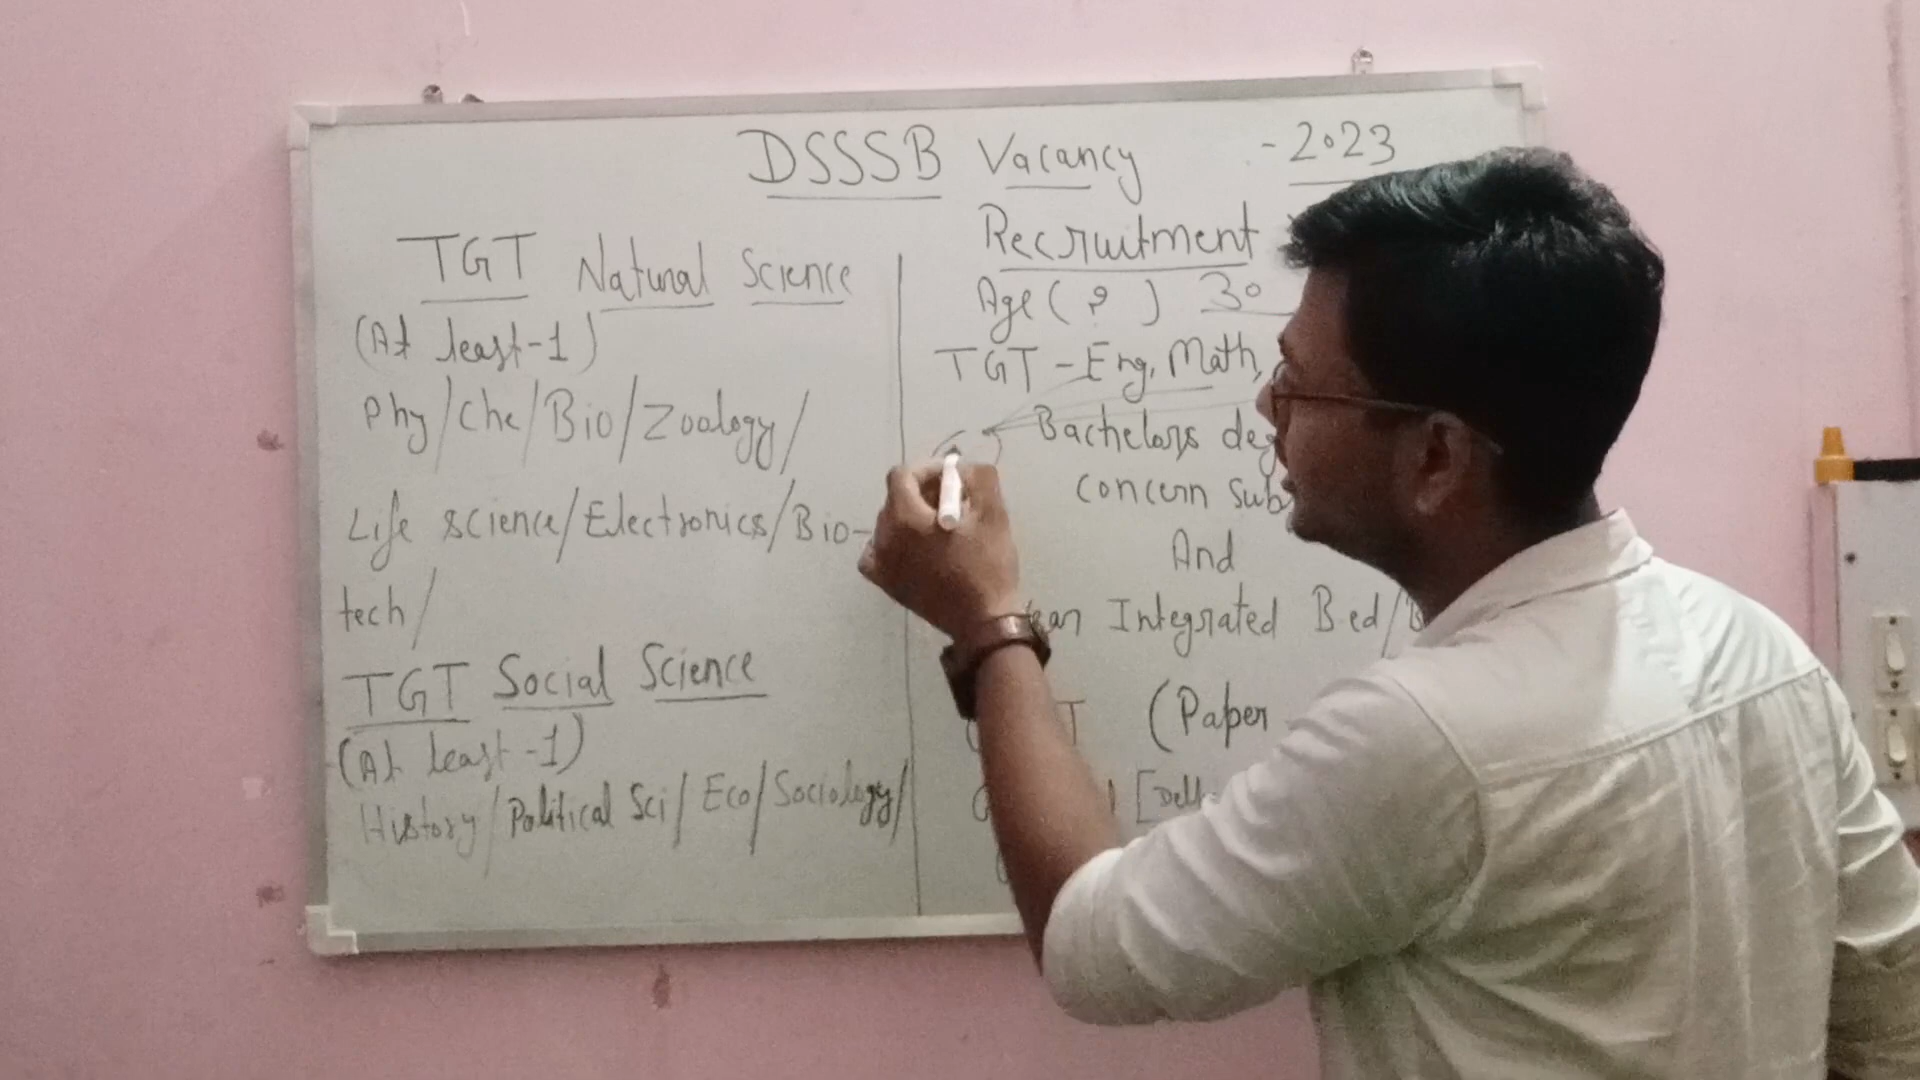 DSSSB Vacancy - 2023
TGT Natural Science
(At least-1)
Phy/Che/Bio/Zoology/
Life science/Electronics/Bio-
tech/
TGT Social Science
(At least-1)
History/Political Sci/Eco/Sociology/
Recruitment
Age (?) 30
TGT - Eng, Math,
Bachelors deg
concern sub
And
Integrated Bed/B
(Paper